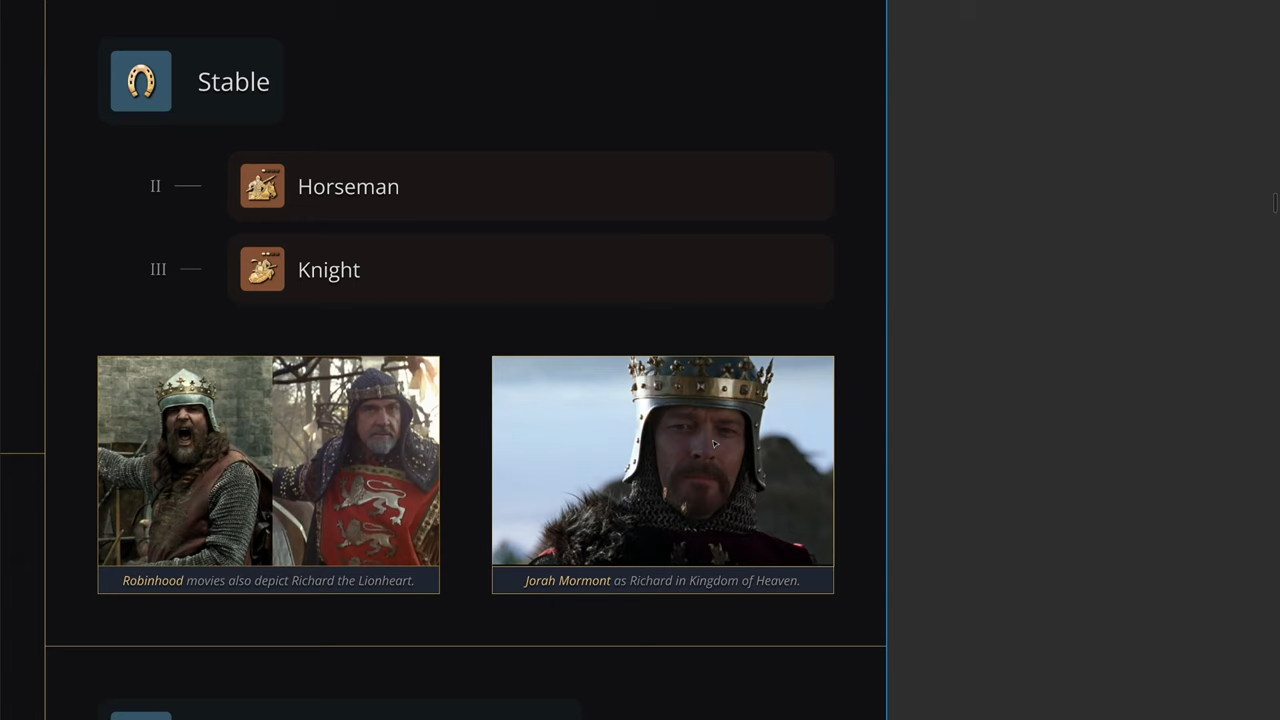 Stable
II
Horseman
III
Knight
Robinhood movies also depict Richard the Lionheart.
Jorah Mormont as Richard in Kingdom of Heaven.